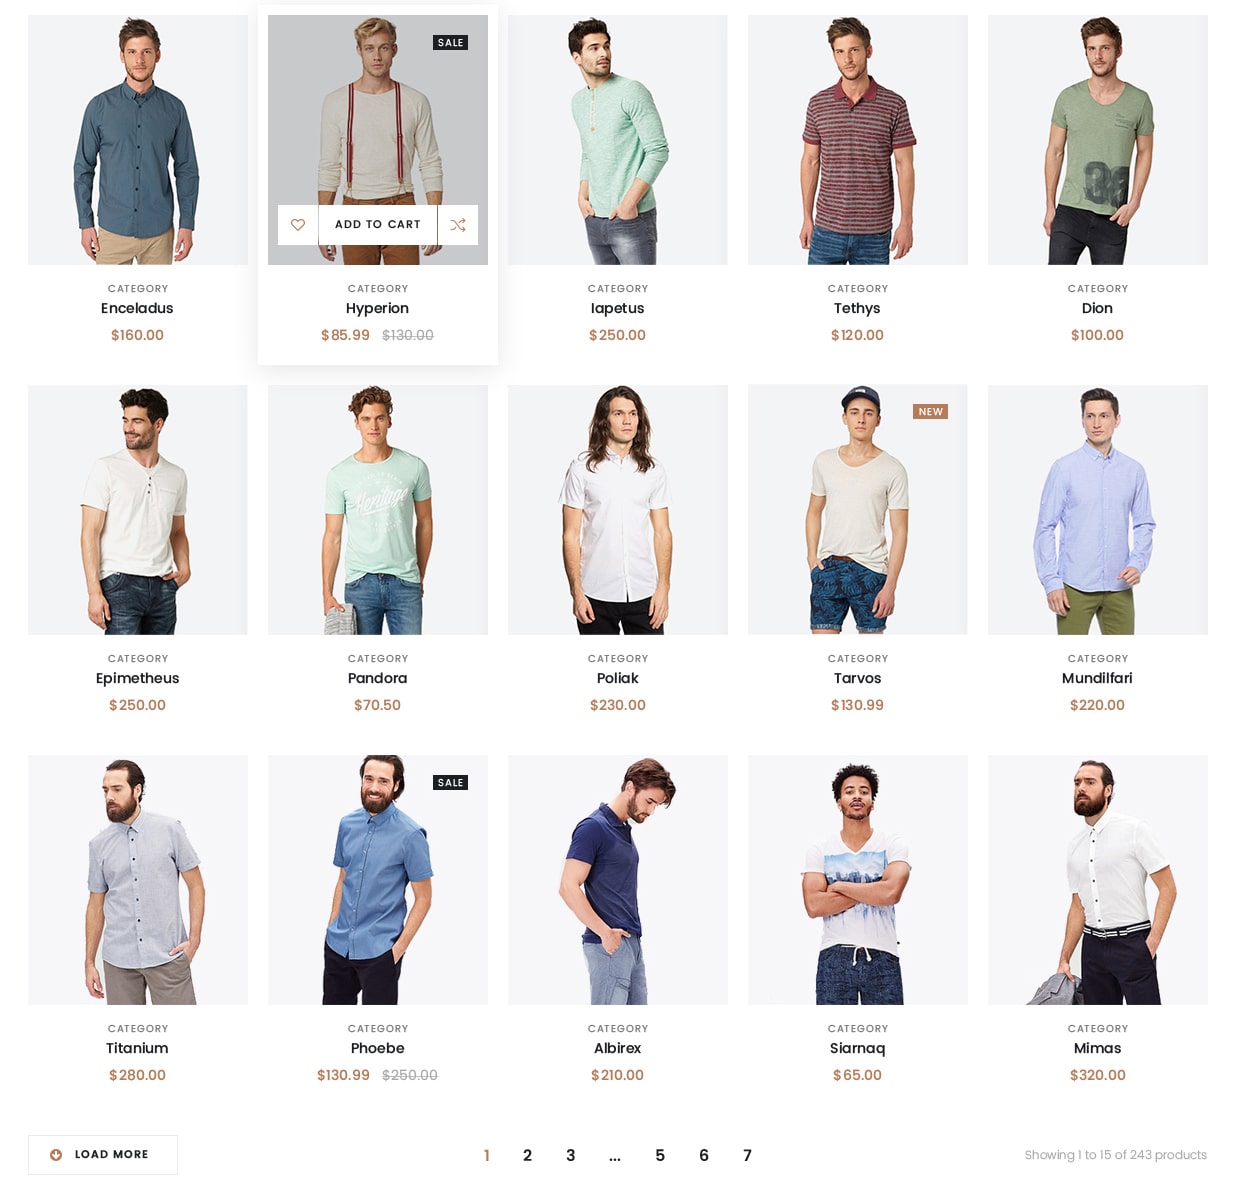 SALE
ADD TO CART
CATEGORY
Enceladus
$160.00
CATEGORY
Hyperion
$85.99 $130.00
CATEGORY
Iapetus
$250.00
CATEGORY
Tethys
$120.00
CATEGORY
Dion
$100.00
Heritage
NEW
CATEGORY
Epimetheus
$250.00
CATEGORY
Pandora
$70.50
CATEGORY
Poliak
$230.00
CATEGORY
Tarvos
$130.99
CATEGORY
Mundilfari
$220.00
SALE
CATEGORY
Titanium
$280.00
CATEGORY
Phoebe
$130.99 $250.00
CATEGORY
Albirex
$210.00
CATEGORY
Siarnaq
$65.00
CATEGORY
Mimas
$320.00
LOAD MORE
1 2 3 ... 5 6 7
Showing 1 to 15 of 243 products